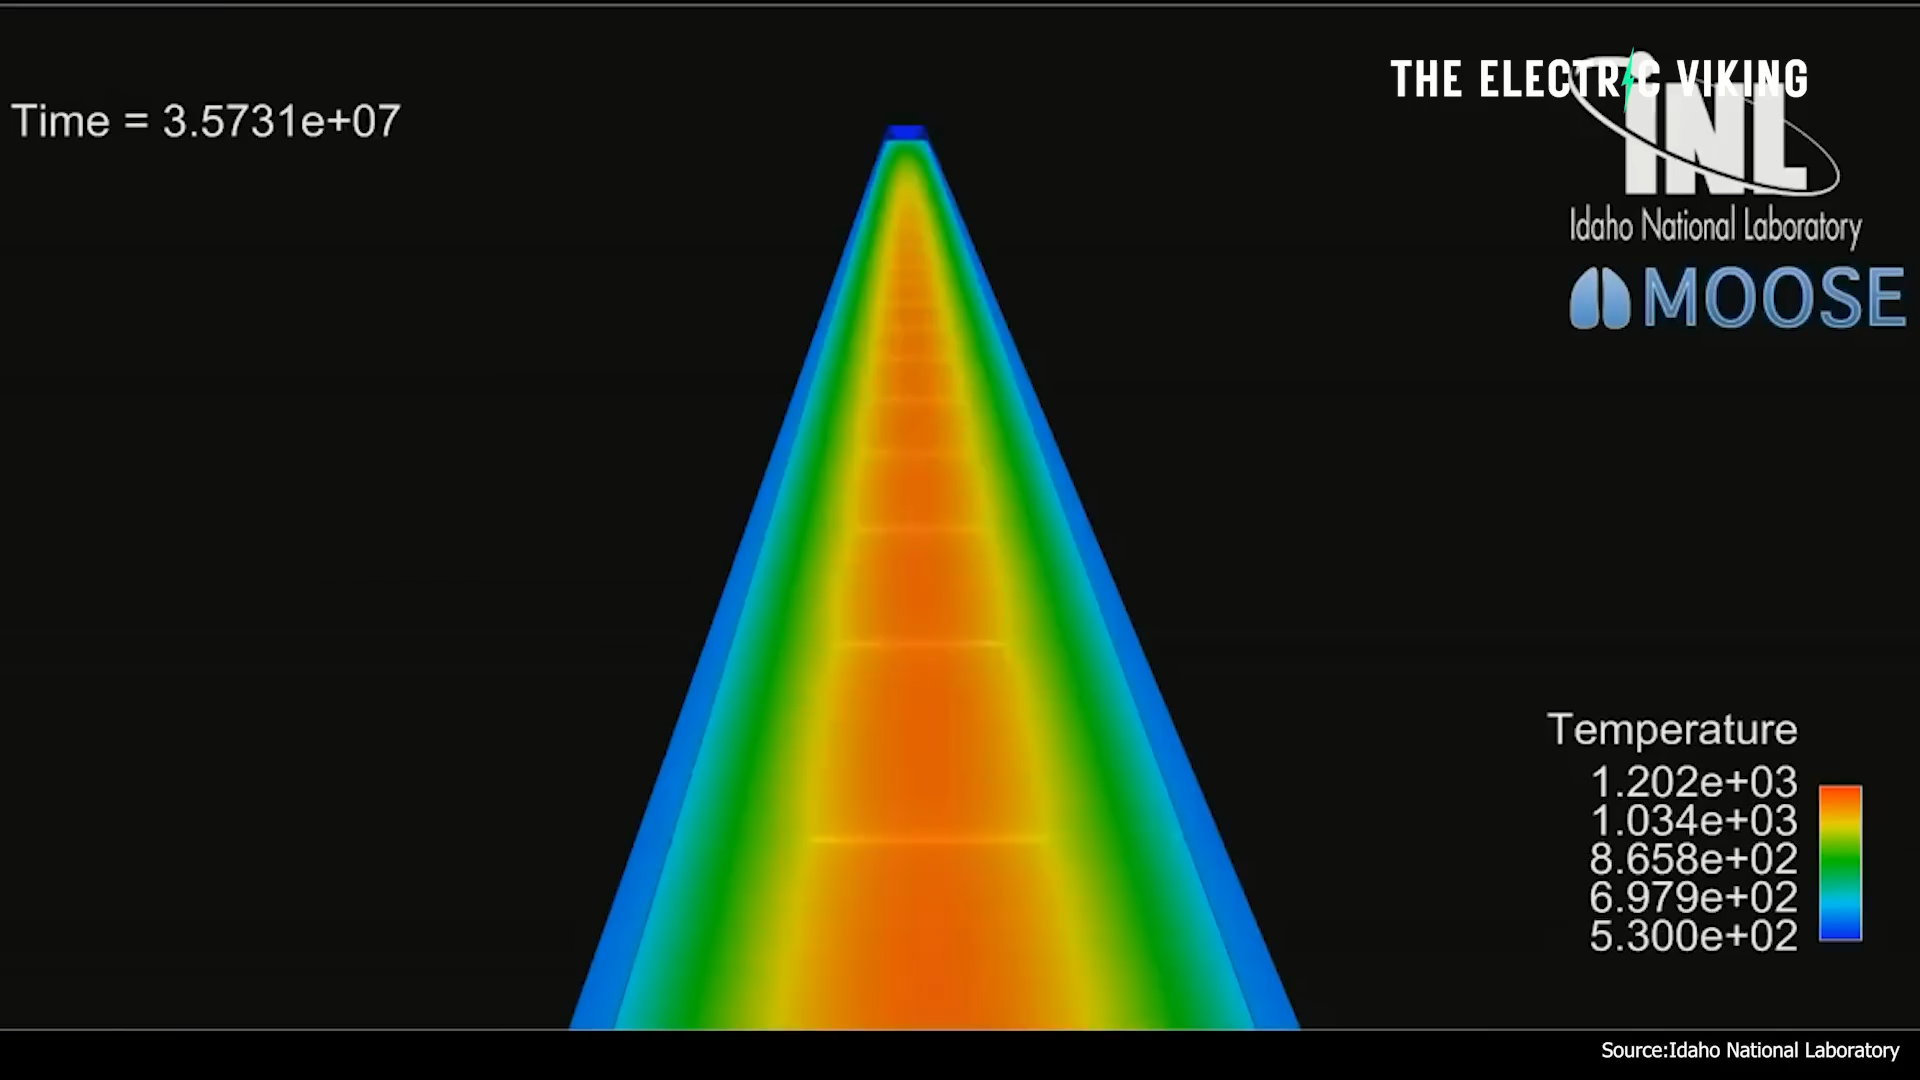 THE ELECTRIC VIKING
Time = 3.5731e+07
INL
Idaho National Laboratory
MOOSE
Temperature
1.202e+03
1.034e+03
8.658e+02
6.979e+02
5.300e+02
Source:Idaho National Laboratory